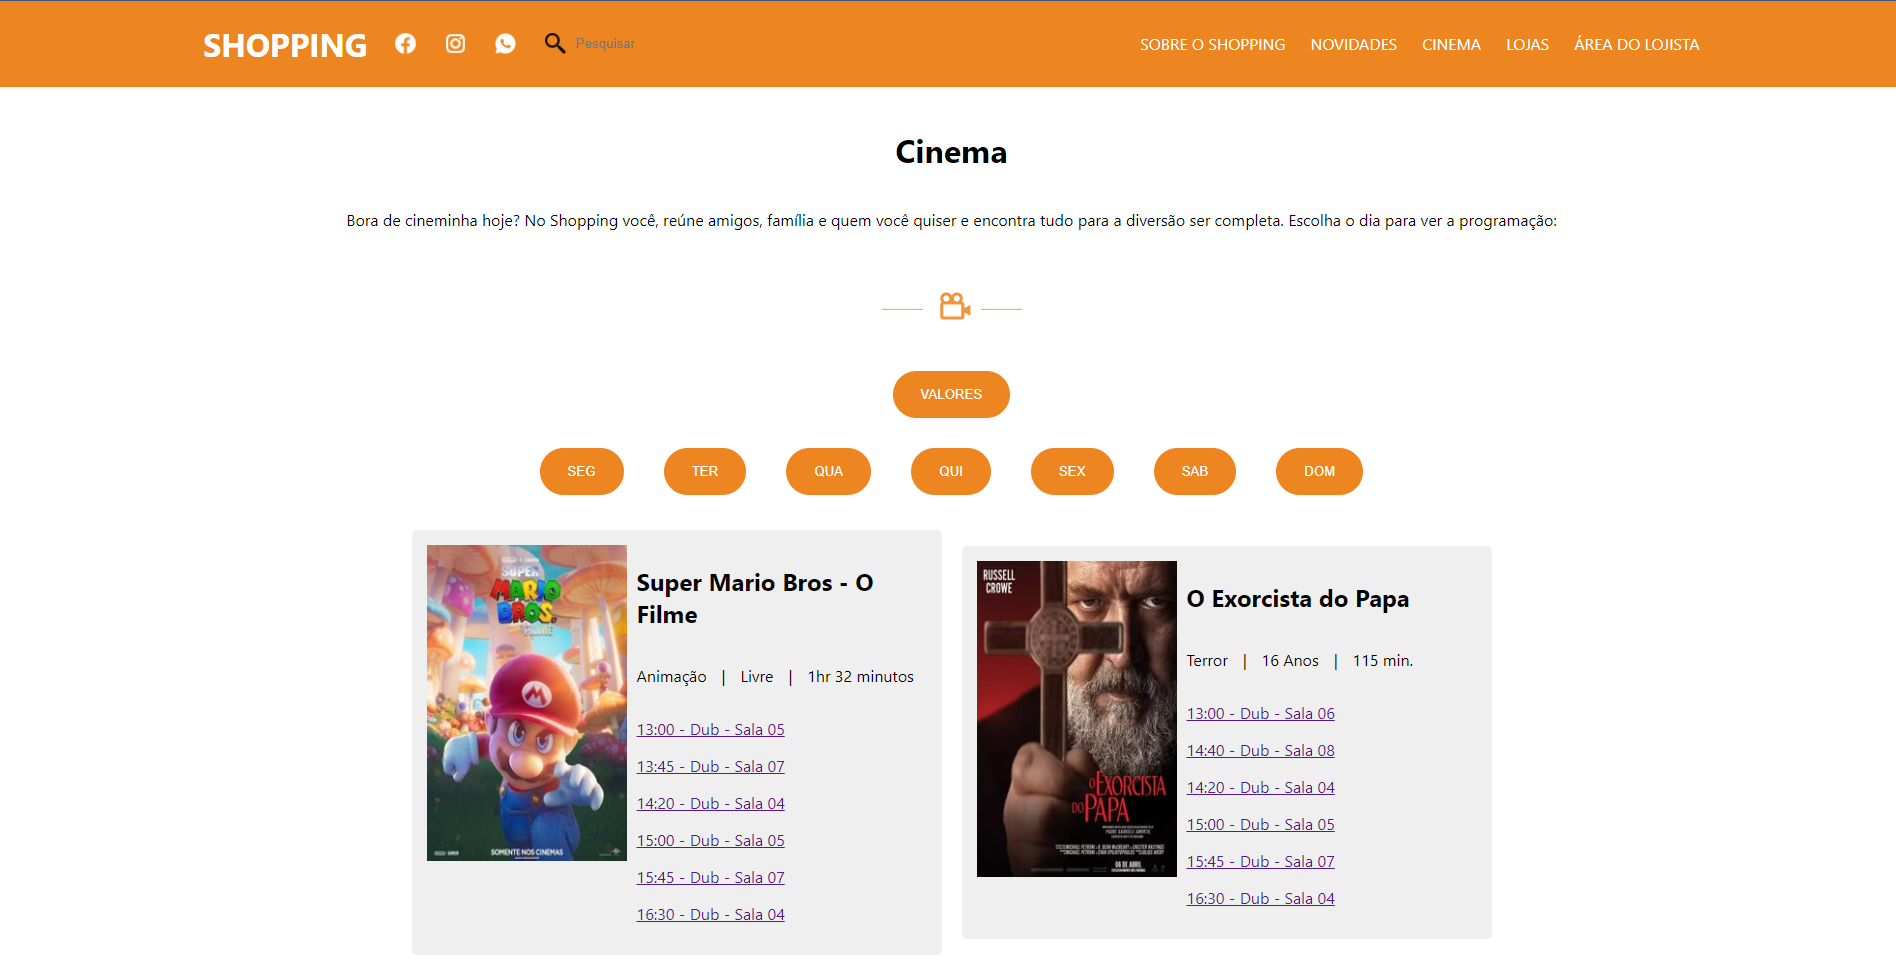 SHOPPING
Pesquisar
SOBRE O SHOPPING
NOVIDADES
CINEMA
LOJAS
ÁREA DO LOJISTA
Cinema
Bora de cineminha hoje? No Shopping você, reúne amigos, família e quem você quiser e encontra tudo para a diversão ser completa. Escolha o dia para ver a programação:
VALORES
SEG
TER
QUA
QUI
SEX
SAB
DOM
SUPER
MARIO
BROS.
FILME
SOMENTE NOS CINEMAS
Super Mario Bros - O
Filme
Animação | Livre | 1hr 32 minutos
13:00 - Dub - Sala 05
13:45 - Dub - Sala 07
14:20 - Dub - Sala 04
15:00 - Dub - Sala 05
15:45 - Dub - Sala 07
16:30 - Dub - Sala 04
RUSSELL
CROWE
O EXORCISTA
DO PAPA
06 DE ABRIL
O Exorcista do Papa
Terror | 16 Anos | 115 min.
13:00 - Dub - Sala 06
14:40 - Dub - Sala 08
14:20 - Dub - Sala 04
15:00 - Dub - Sala 05
15:45 - Dub - Sala 07
16:30 - Dub - Sala 04